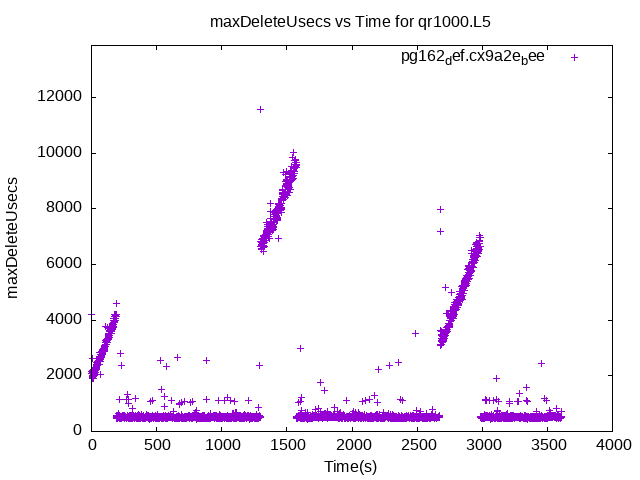 maxDeleteUsecs vs Time for qr1000.L5
pg162def.cx9a2e_bee
12000
10000
8000
6000
4000
2000
0
maxDeleteUsecs
0 500 1000 1500 2000 2500 3000 3500 4000
Time(s)